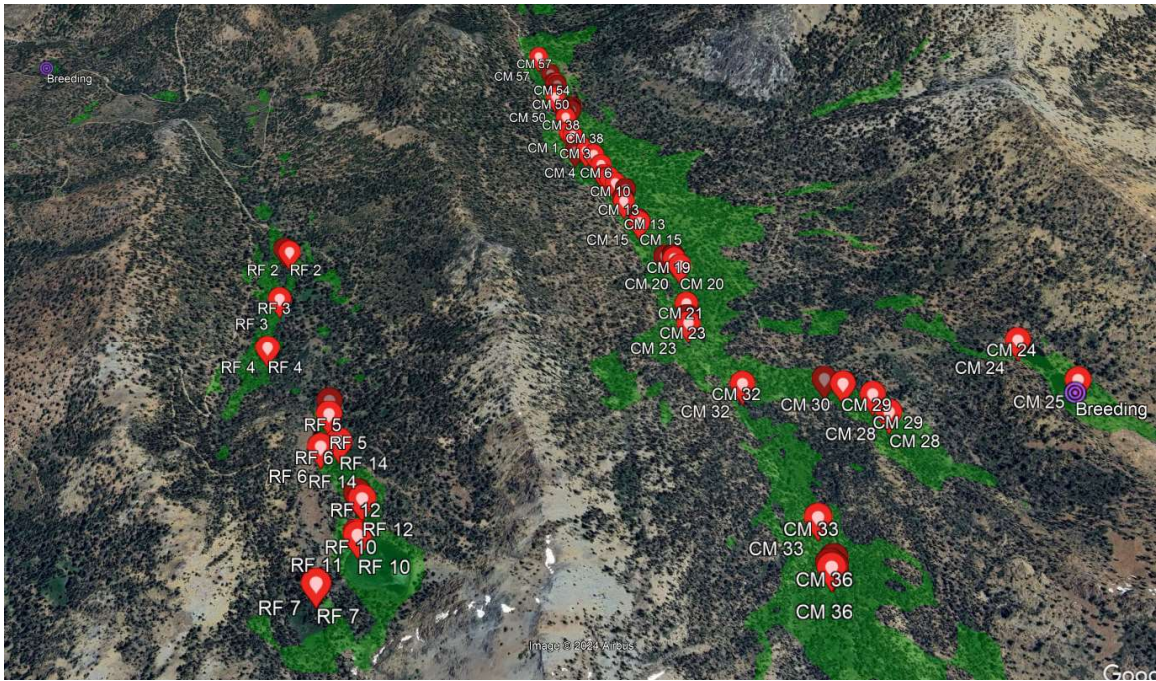 Breeding
CM 57
CM 57
CM 54
CM 50
CM 50
CM 38
CM 38
CM 1
CM 3
CM 4
CM 6
CM 10
CM 13
CM 13
CM 15
CM 15
CM 19
CM 20
CM 20
CM 21
CM 23
CM 23
RF 2
RF 2
RF 3
RF 3
RF 4
RF 4
CM 24
CM 24
CM 25
Breeding
CM 32
CM 32
CM 30
CM 29
CM 29
CM 28
CM 28
RF 5
RF 5
RF 6
RF 6
RF 14
RF 14
RF 12
RF 12
RF 10
RF 10
RF 11
RF 7
RF 7
CM 33
CM 33
CM 36
CM 36
Image © 2024 Airbus
Goog